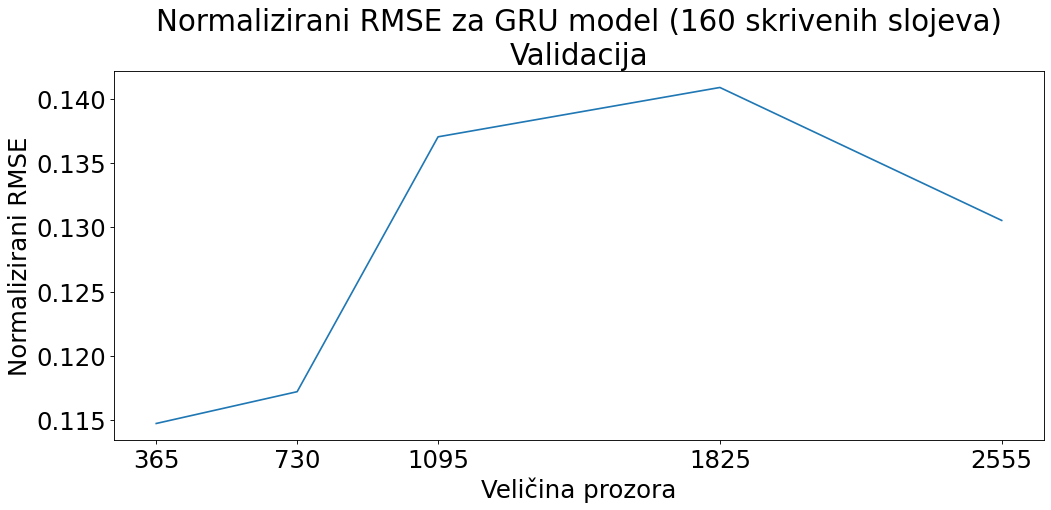 Normalizirani RMSE za GRU model (160 skrivenih slojeva)
Validacija
Normalizirani RMSE
0.140
0.135
0.130
0.125
0.120
0.115
365 730 1095 1825 2555
Veličina prozora